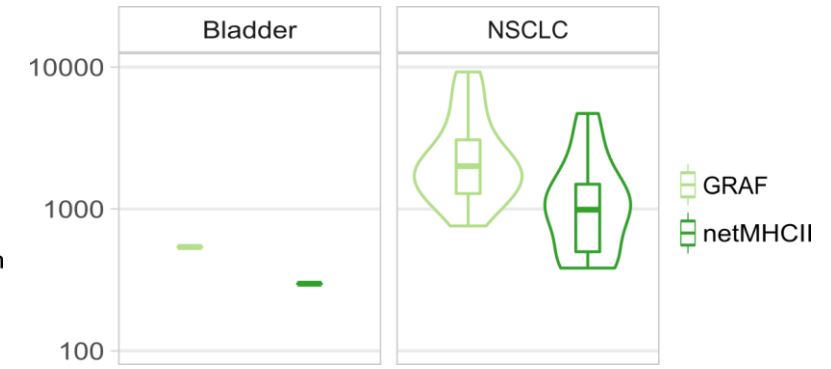 Bladder
NSCLC
10000
1000
100
n
GRAF
netMHCII